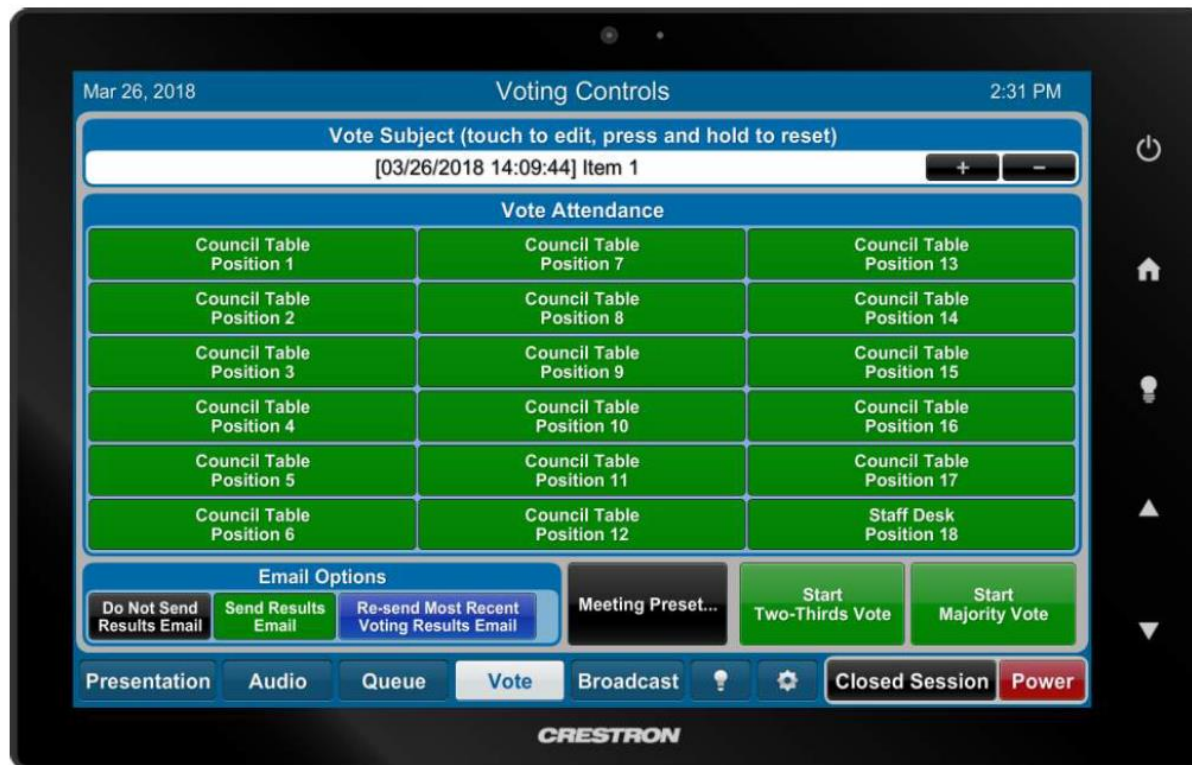 Mar 26, 2018 Voting Controls 2:31 PM
Vote Subject (touch to edit, press and hold to reset)
[03/26/2018 14:09:44] Item 1 + −
Vote Attendance
Council Table
Position 1
Council Table
Position 7
Council Table
Position 13
Council Table
Position 2
Council Table
Position 8
Council Table
Position 14
Council Table
Position 3
Council Table
Position 9
Council Table
Position 15
Council Table
Position 4
Council Table
Position 10
Council Table
Position 16
Council Table
Position 5
Council Table
Position 11
Council Table
Position 17
Council Table
Position 6
Council Table
Position 12
Staff Desk
Position 18
Email Options
Do Not Send
Results Email
Send Results
Email
Re-send Most Recent
Voting Results Email
Meeting Preset...
Start
Two-Thirds Vote
Start
Majority Vote
Presentation Audio Queue Vote Broadcast Closed Session Power
CRESTRON